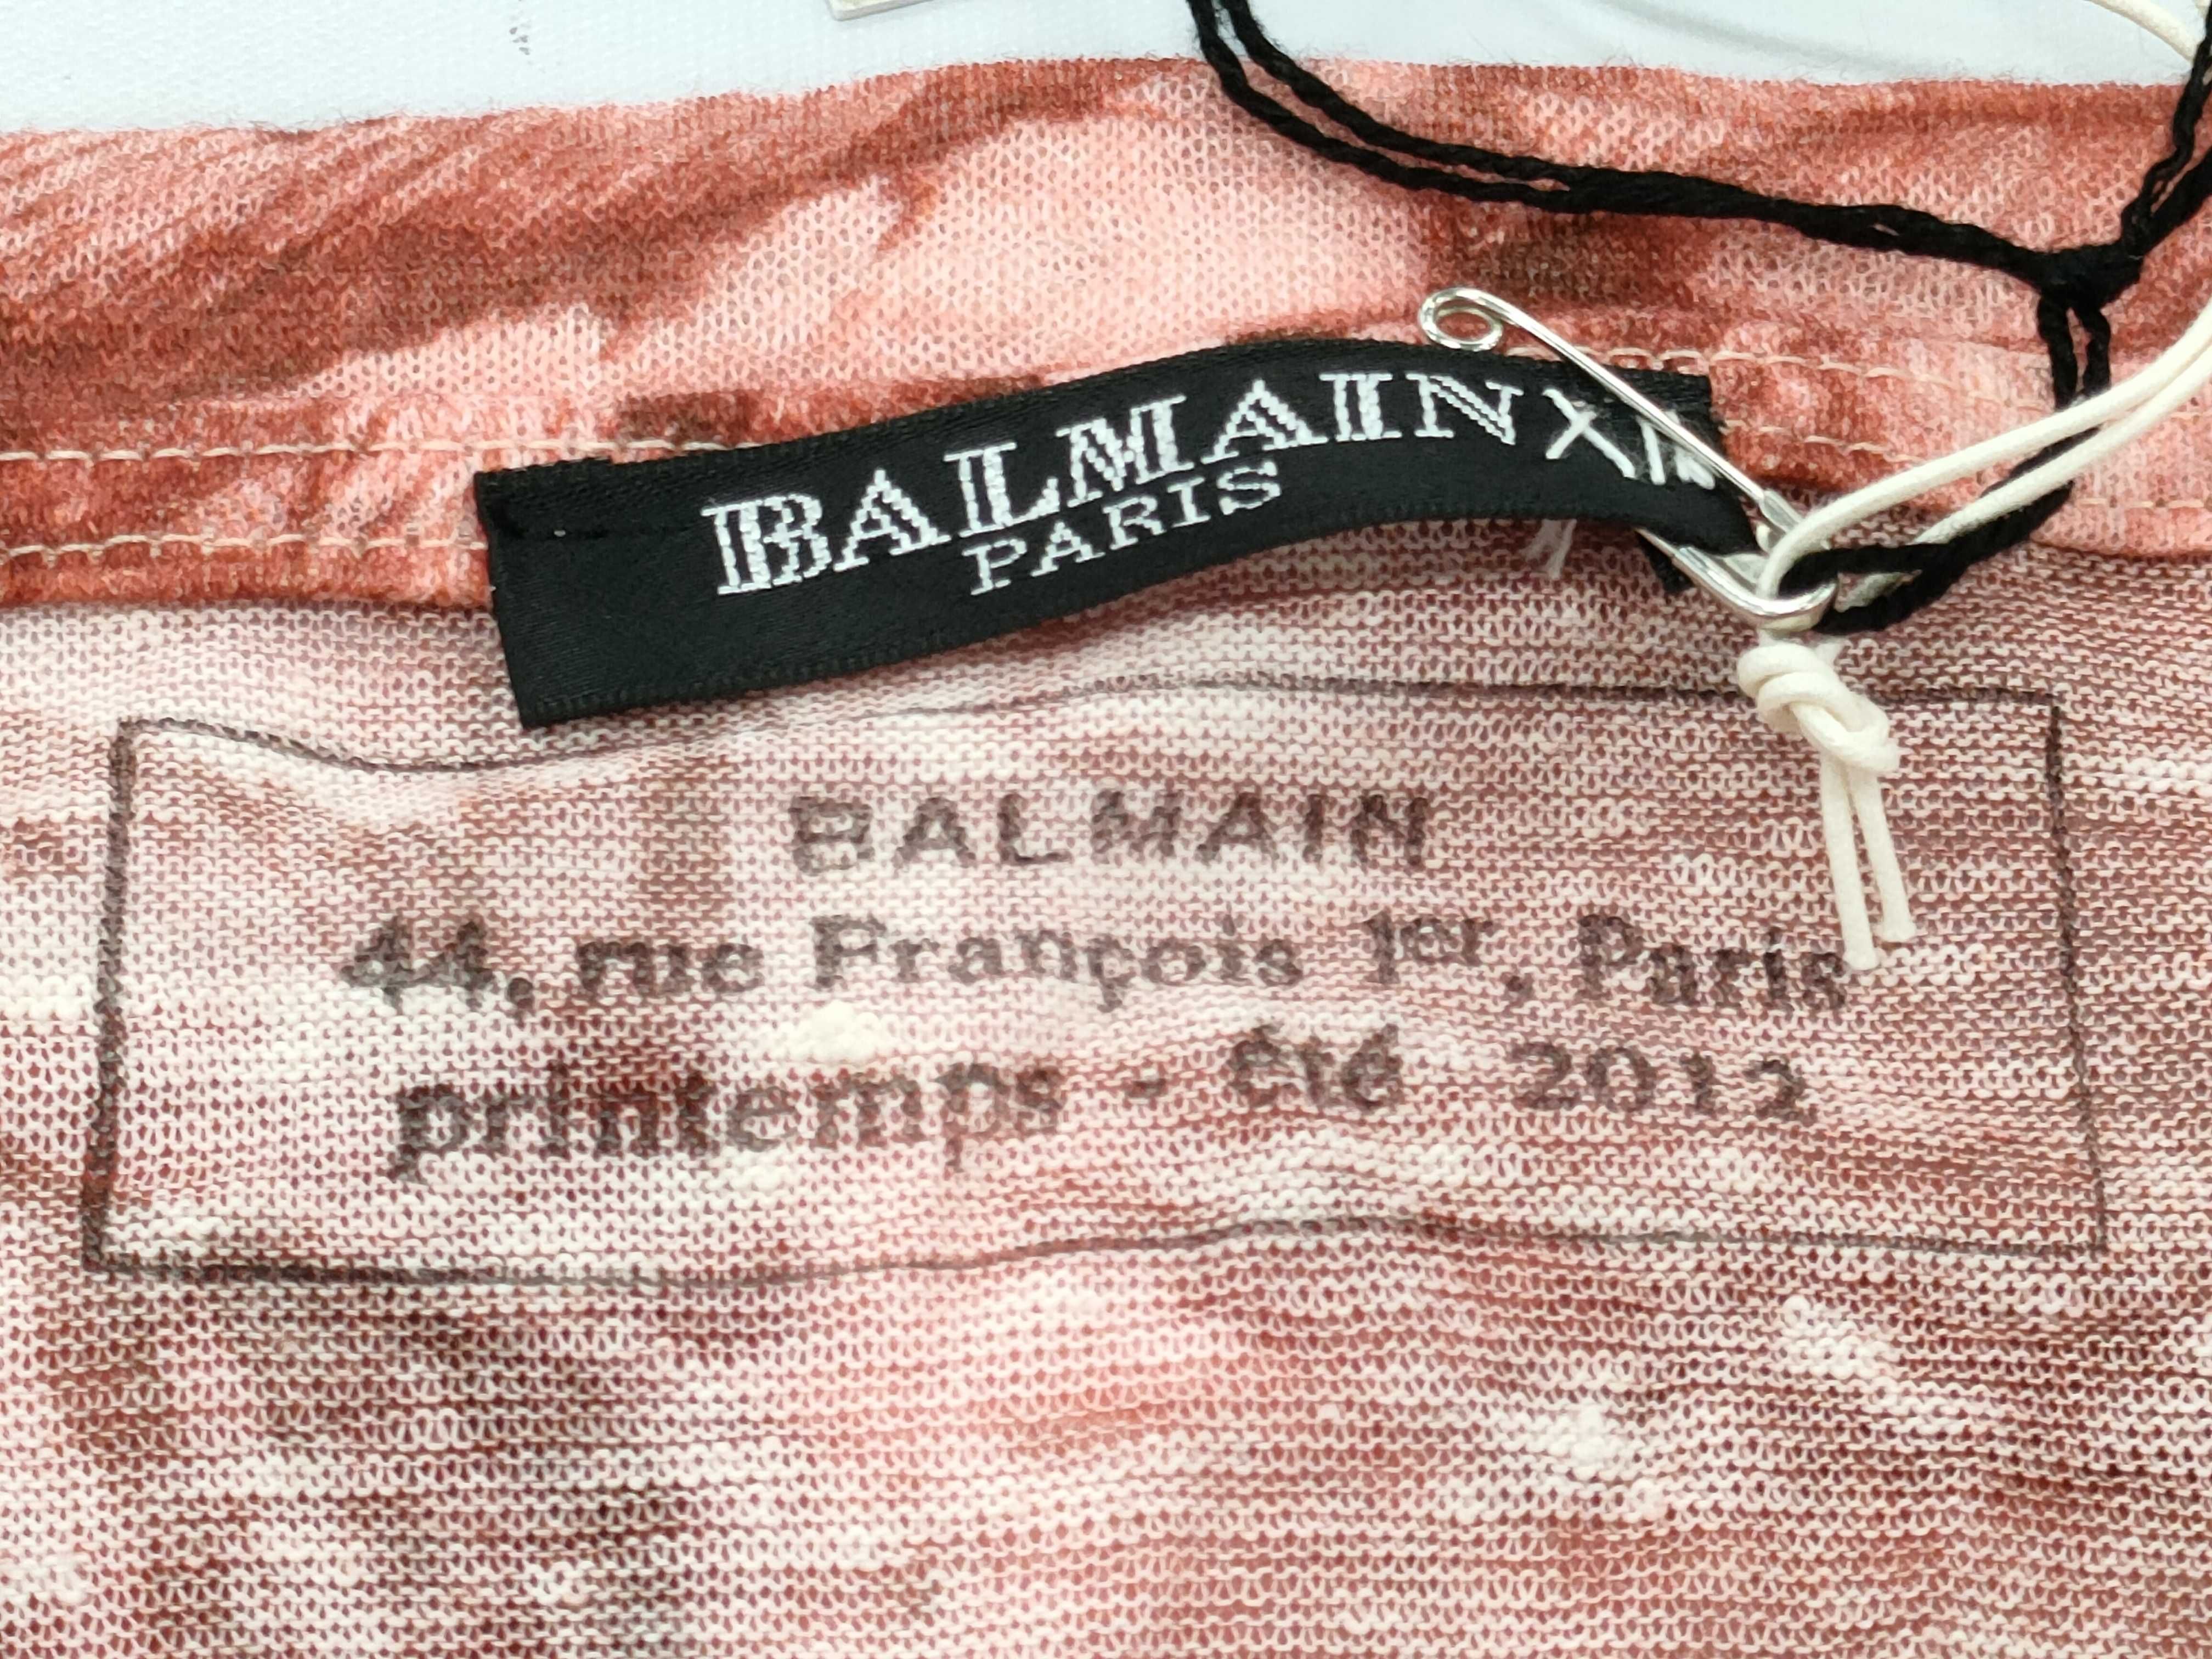 BALMAIN
PARIS
BALMAIN
44, rue François 1er, Paris
printemps - été 2012